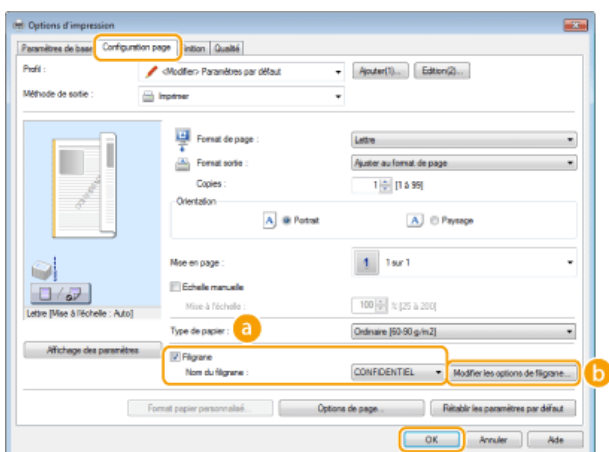 Options d'impression
Paramètres de base Configuration page Finition Qualité
Profil : <Modifier> Paramètres par défaut Ajouter(1)... Edition(2)...
Méthode de sortie : Imprimer
Format de page : Lettre
Format sortie : Ajuster au format de page
Copies : 1 [1 à 99]
Orientation
A Portrait A Paysage
Mise en page : 1 1 sur 1
Echelle manuelle
Mise à l'échelle : 100 % [25 à 200]
Lettre [Mise à l'échelle : Auto]
Type de papier : a Ordinaire [60-90 g/m2]
Affichage des paramètres
Filigrane
Nom du filigrane : CONFIDENTIEL Modifier les options de filigrane... b
Format papier personnalisé... Options de page... Rétablir les paramètres par défaut
OK Annuler Aide